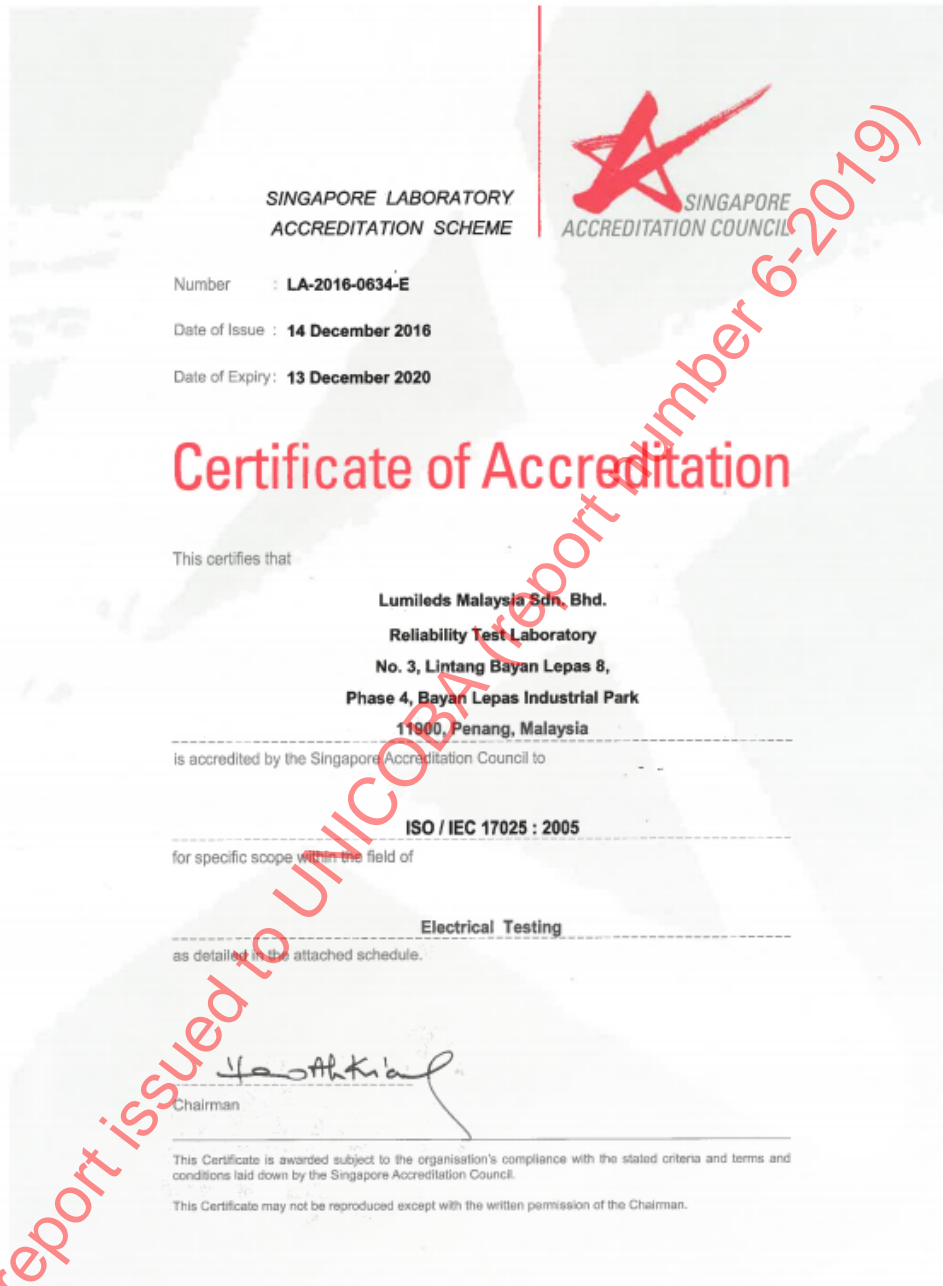 SINGAPORE LABORATORY
ACCREDITATION SCHEME
SINGAPORE
ACCREDITATION COUNCIL
Number : LA-2016-0634-E
Date of Issue : 14 December 2016
Date of Expiry : 13 December 2020
Certificate of Accreditation
This certifies that
Lumileds Malaysia Sdn. Bhd.
Reliability Test Laboratory
No. 3, Lintang Bayan Lepas 8,
Phase 4, Bayan Lepas Industrial Park
11900, Penang, Malaysia
is accredited by the Singapore Accreditation Council to
ISO / IEC 17025 : 2005
for specific scope within the field of
Electrical Testing
as detailed in the attached schedule.
Chairman
This Certificate is awarded subject to the organisation's compliance with the stated criteria and terms and
conditions laid down by the Singapore Accreditation Council.
This Certificate may not be reproduced except with the written permission of the Chairman.
report issued to UNICOBA (report number 6-2019)